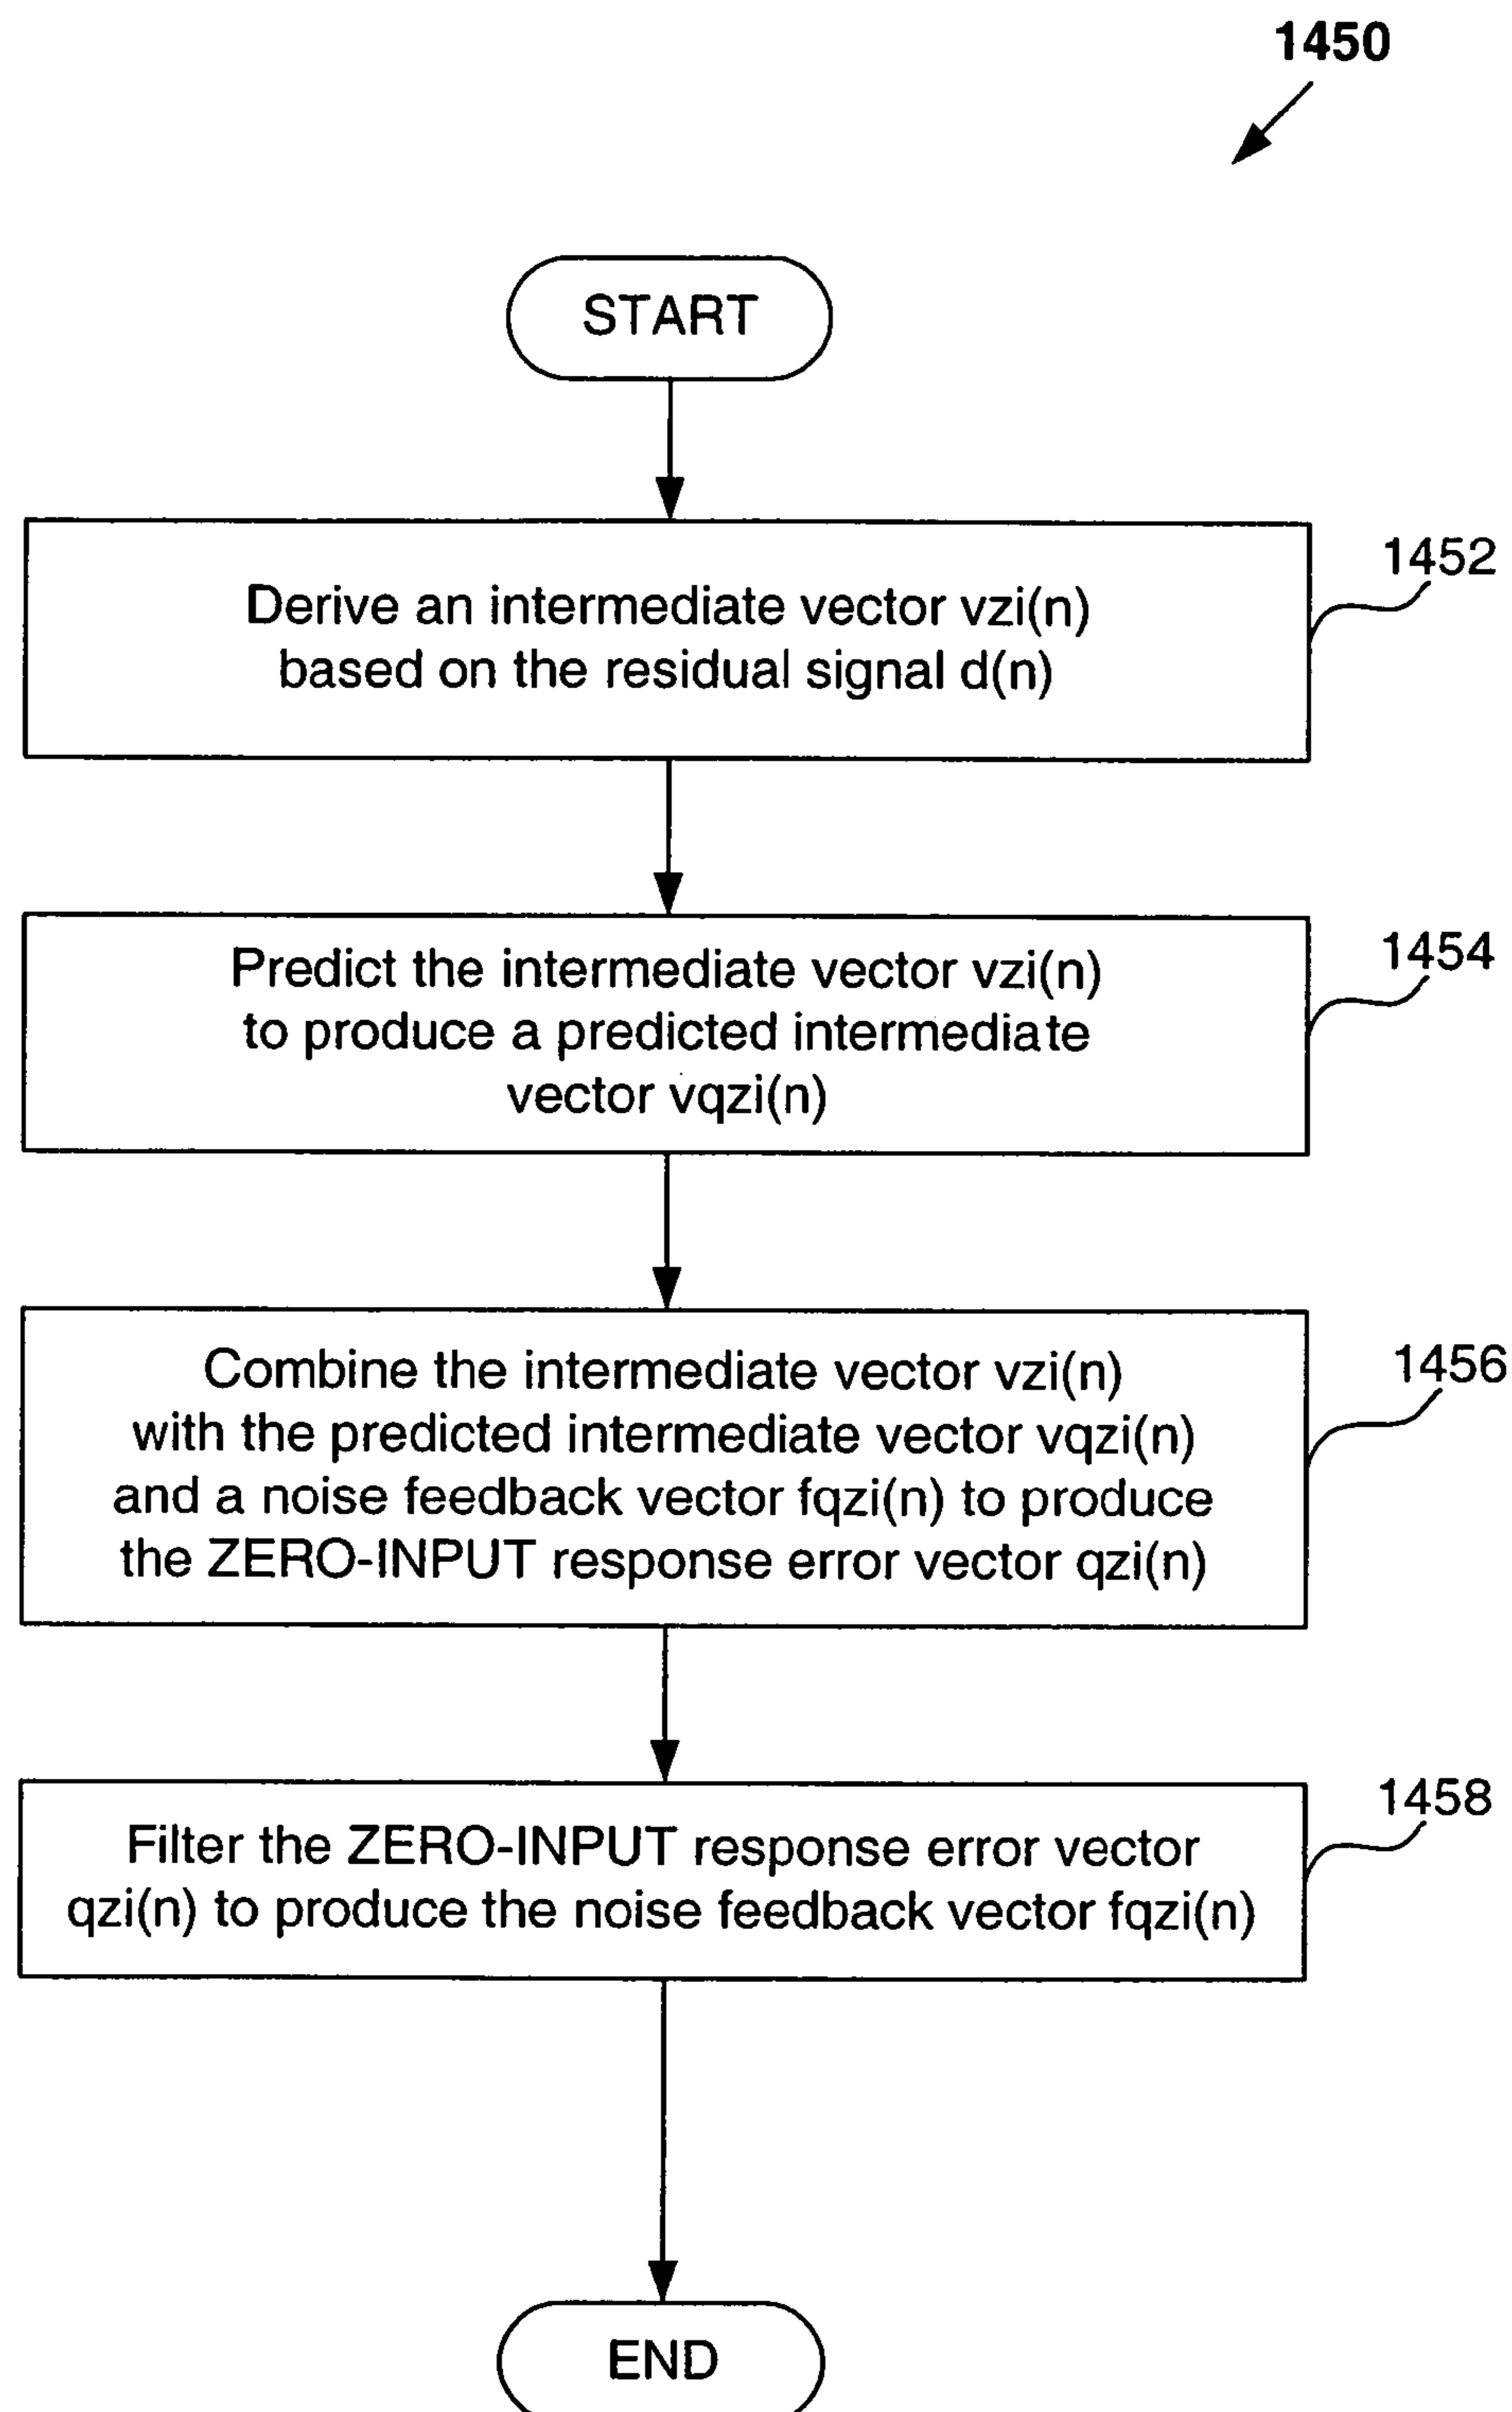 1450
START
1452
Derive an intermediate vector vzi(n)
based on the residual signal d(n)
1454
Predict the intermediate vector vzi(n)
to produce a predicted intermediate
vector vqzi(n)
1456
Combine the intermediate vector vzi(n)
with the predicted intermediate vector vqzi(n)
and a noise feedback vector fqzi(n) to produce
the ZERO-INPUT response error vector qzi(n)
1458
Filter the ZERO-INPUT response error vector
qzi(n) to produce the noise feedback vector fqzi(n)
END